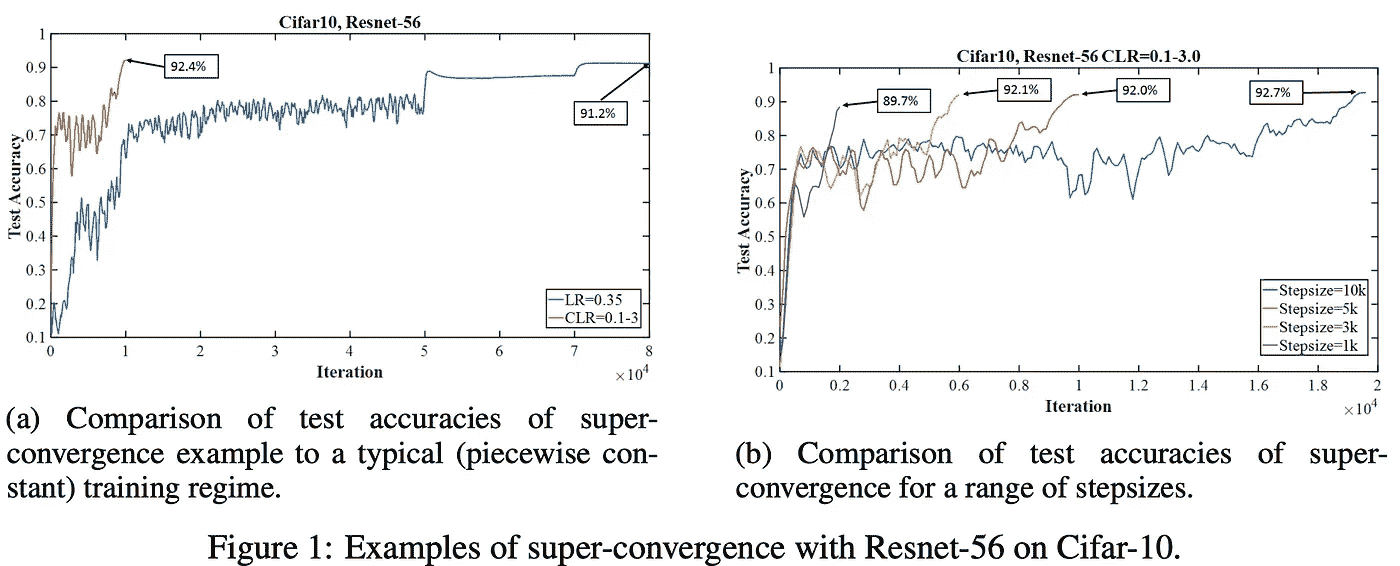 Cifar10, Resnet-56
1
0.9
0.8
0.7
0.6
0.5
0.4
0.3
0.2
0.1
Test Accuracy
92.4%
91.2%
LR=0.35
CLR=0.1-3
0 1 2 3 4 5 6 7 8
Iteration
×10⁴
(a) Comparison of test accuracies of super-
convergence example to a typical (piecewise con-
stant) training regime.
Cifar10, Resnet-56 CLR=0.1-3.0
1
0.9
0.8
0.7
0.6
0.5
0.4
0.3
0.2
0.1
Test Accuracy
89.7%
92.1%
92.0%
92.7%
Stepsize=10k
Stepsize=5k
Stepsize=3k
Stepsize=1k
0 0.2 0.4 0.6 0.8 1 1.2 1.4 1.6 1.8 2
Iteration
×10⁴
(b) Comparison of test accuracies of super-
convergence for a range of stepsizes.
Figure 1: Examples of super-convergence with Resnet-56 on Cifar-10.